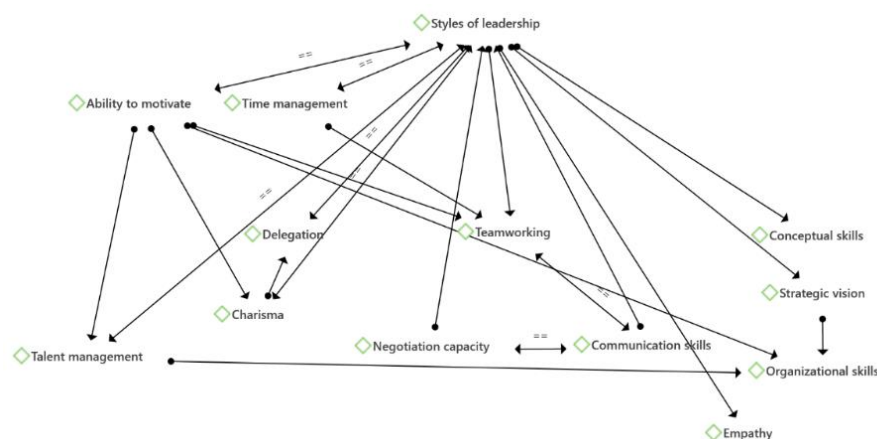 Styles of leadership
==
==
Ability to motivate
Time management
==
==
==
Delegation
Teamworking
Conceptual skills
==
Strategic vision
Charisma
==
Talent management
Negotiation capacity
Communication skills
Organizational skills
Empathy